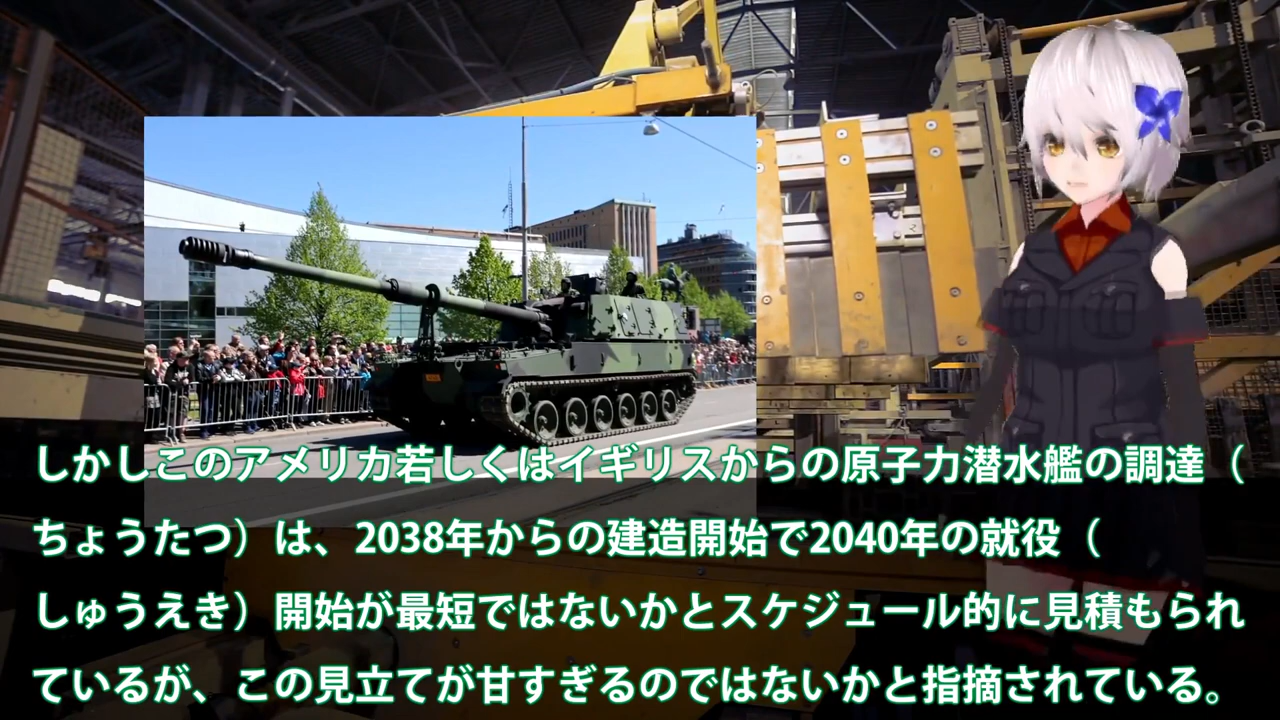 しかしこのアメリカ若しくはイギリスからの原子力潜水艦の調達（
ちょうたつ）は、2038年からの建造開始で2040年の就役（
しゅうえき）開始が最短ではないかとスケジュール的に見積もられ
ているが、この見立てが甘すぎるのではないかと指摘されている。